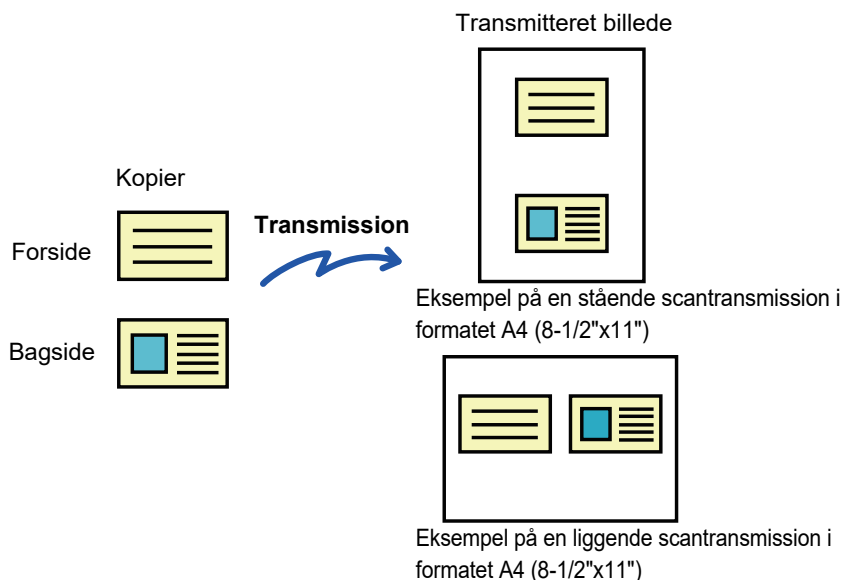 Transmitteret billede
Kopier
Transmission
Forside
Bagside
Eksempel på en stående scantransmission i
formatet A4 (8-1/2"x11")
Eksempel på en liggende scantransmission i
formatet A4 (8-1/2"x11")